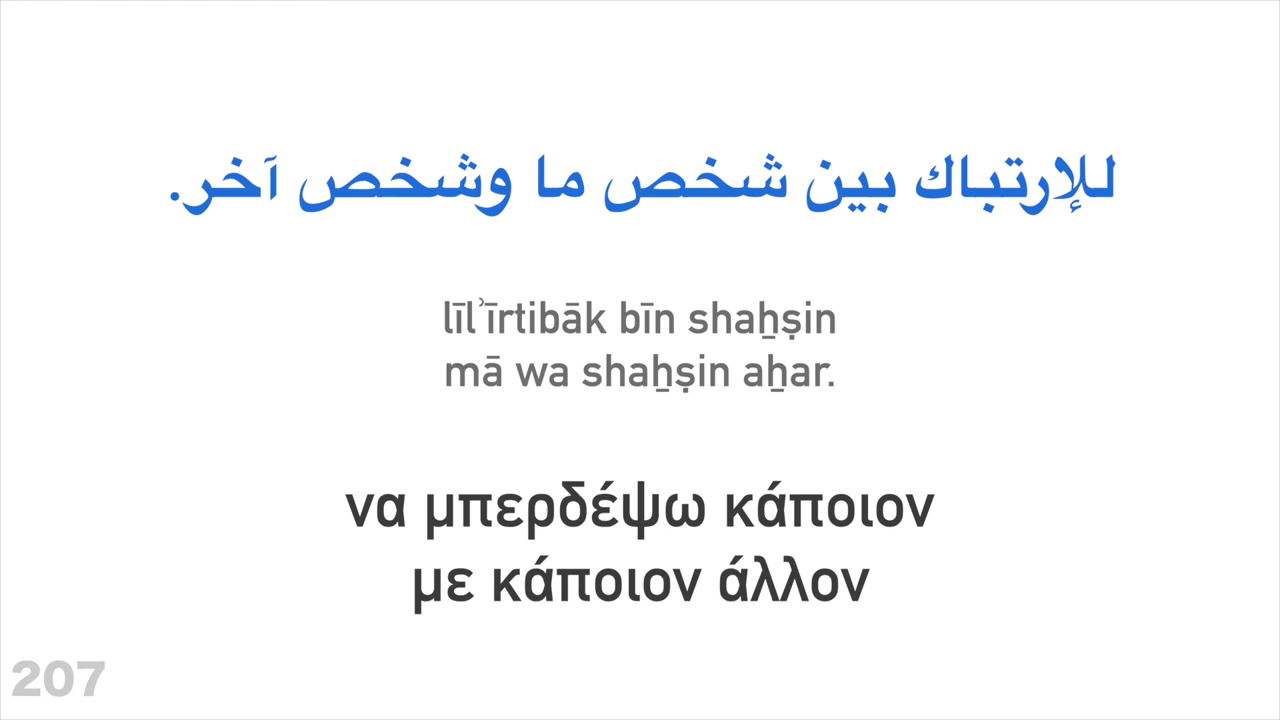 للإرتباك بين شخص ما وشخص آخر.
līlʾīrtibāk bīn shaẖṣin
mā wa shaẖṣin aẖar.
να μπερδέψω κάποιον
με κάποιον άλλον
207